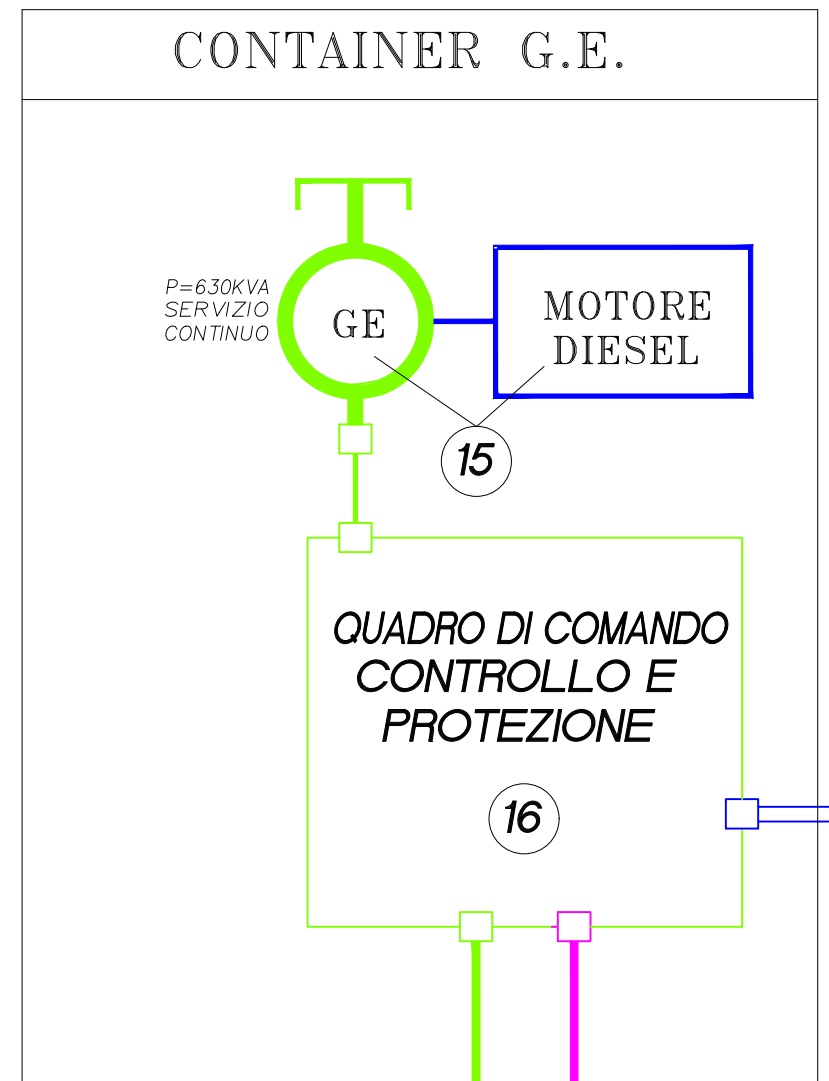 CONTAINER G.E.
P=630KVA
SERVIZIO
CONTINUO
GE
MOTORE
DIESEL
15
QUADRO DI COMANDO
CONTROLLO E
PROTEZIONE
16